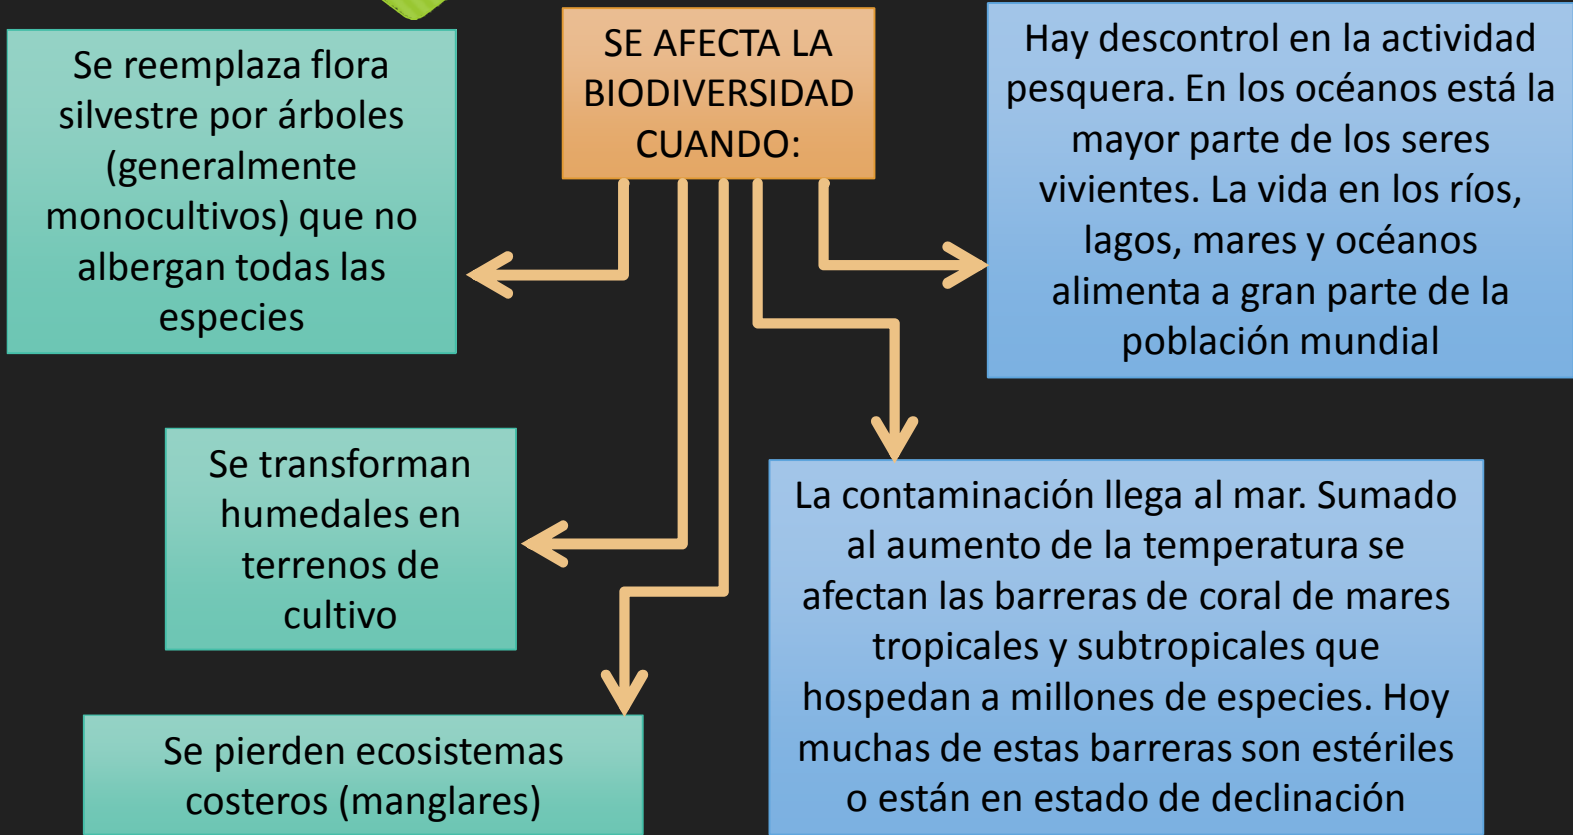 SE AFECTA LA
BIODIVERSIDAD
CUANDO:
Se reemplaza flora
silvestre por árboles
(generalmente
monocultivos) que no
albergan todas las
especies
Se transforman
humedales en
terrenos de
cultivo
Se pierden ecosistemas
costeros (manglares)
La contaminación llega al mar. Sumado
al aumento de la temperatura se
afectan las barreras de coral de mares
tropicales y subtropicales que
hospedan a millones de especies. Hoy
muchas de estas barreras son estériles
o están en estado de declinación
Hay descontrol en la actividad
pesquera. En los océanos está la
mayor parte de los seres
vivientes. La vida en los ríos,
lagos, mares y océanos
alimenta a gran parte de la
población mundial